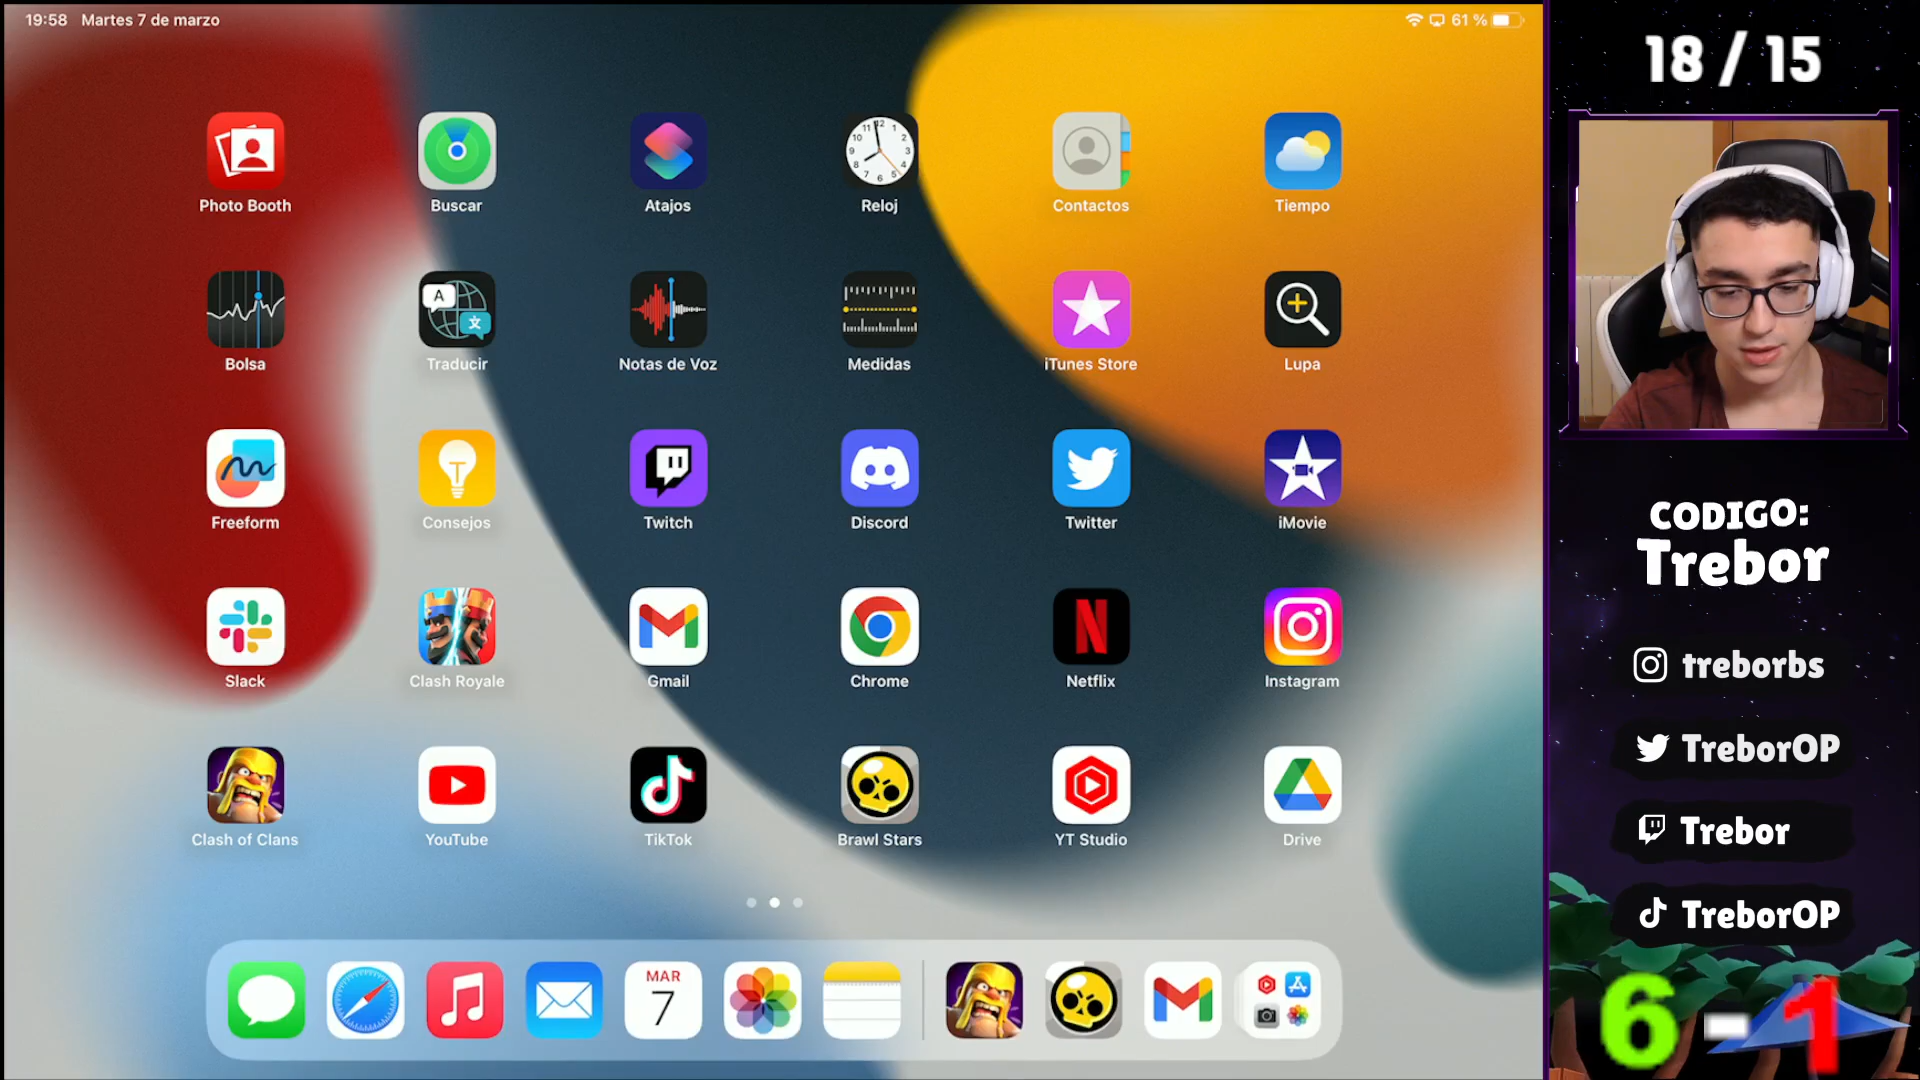 19:58 Martes 7 de marzo
61 %
18 / 15
Photo Booth
Buscar
Atajos
Reloj
Contactos
Tiempo
Bolsa
Traducir
Notas de Voz
Medidas
iTunes Store
Lupa
Freeform
Consejos
Twitch
Discord
Twitter
iMovie
Slack
Clash Royale
Gmail
Chrome
Netflix
Instagram
Clash of Clans
YouTube
TikTok
Brawl Stars
YT Studio
Drive
MAR
7
CODIGO:
Trebor
treborbs
TreborOP
Trebor
TreborOP
6 - 1